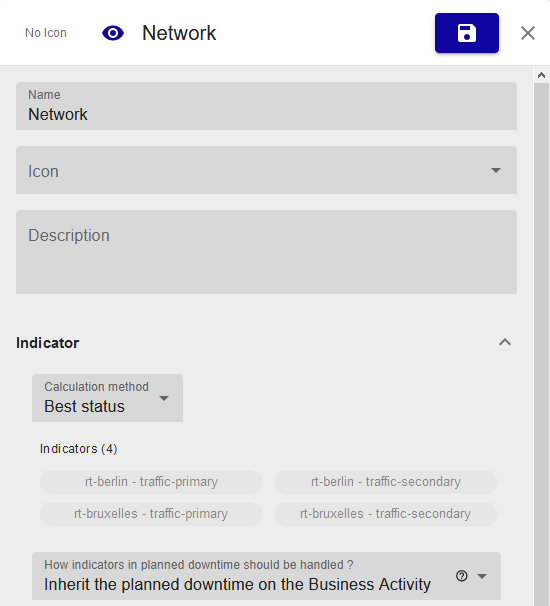 No Icon
Network
Name
Network
Icon
Description
Indicator
Calculation method
Best status
Indicators (4)
rt-berlin - traffic-primary
rt-berlin - traffic-secondary
rt-bruxelles - traffic-primary
rt-bruxelles - traffic-secondary
How indicators in planned downtime should be handled ?
Inherit the planned downtime on the Business Activity